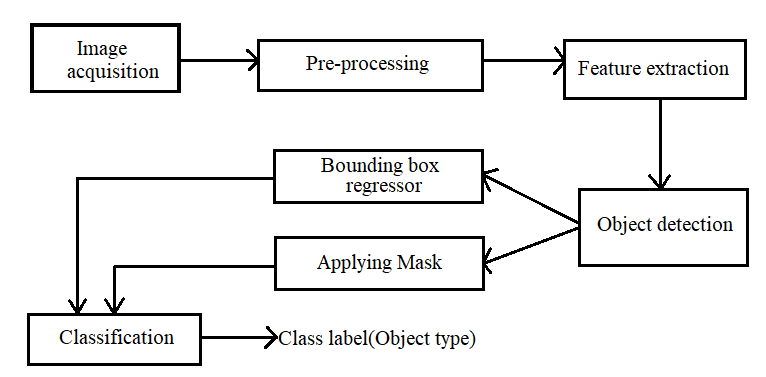 Image
acquisition
Pre-processing
Feature extraction
Bounding box
regressor
Object detection
Applying Mask
Classification
Class label(Object type)